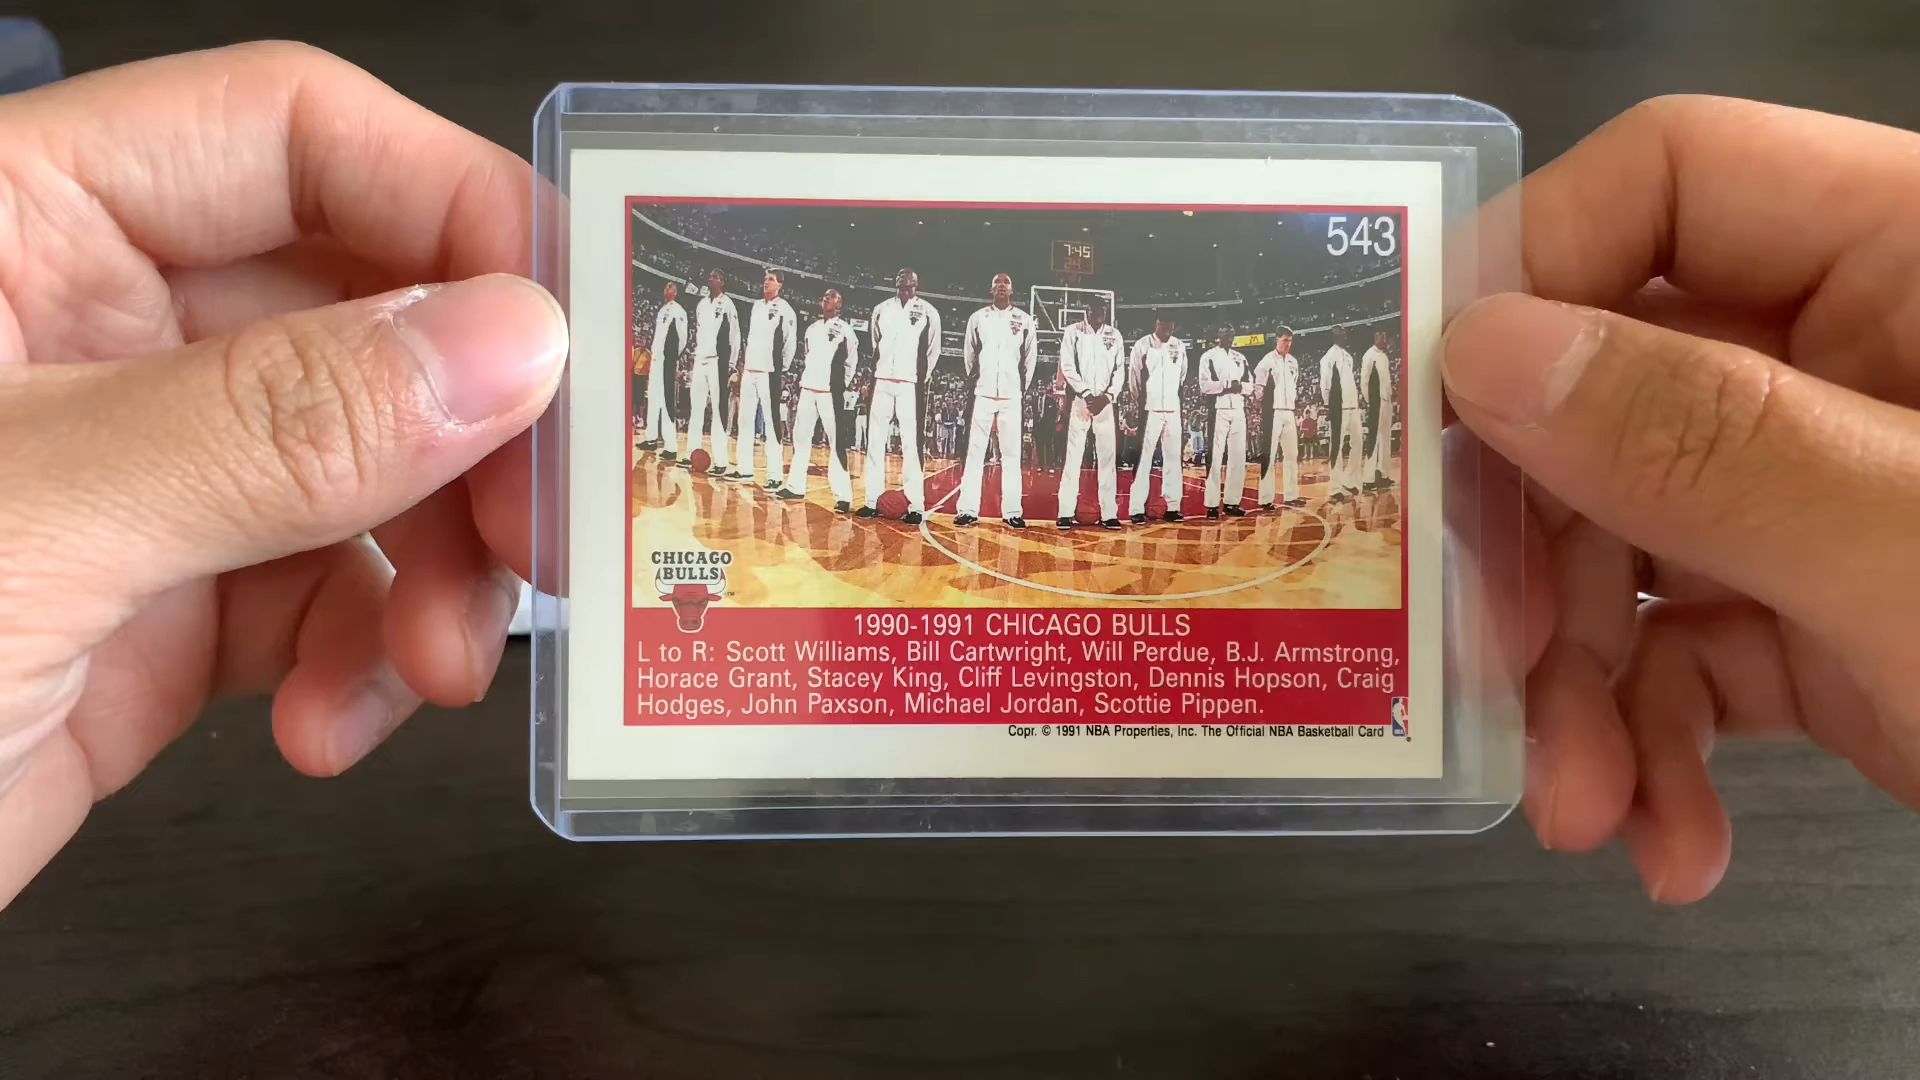 543
7:45
CHICAGO
BULLS
TM
1990-1991 CHICAGO BULLS
L to R: Scott Williams, Bill Cartwright, Will Perdue, B.J. Armstrong,
Horace Grant, Stacey King, Cliff Levingston, Dennis Hopson, Craig
Hodges, John Paxson, Michael Jordan, Scottie Pippen.
Copr. © 1991 NBA Properties, Inc. The Official NBA Basketball Card